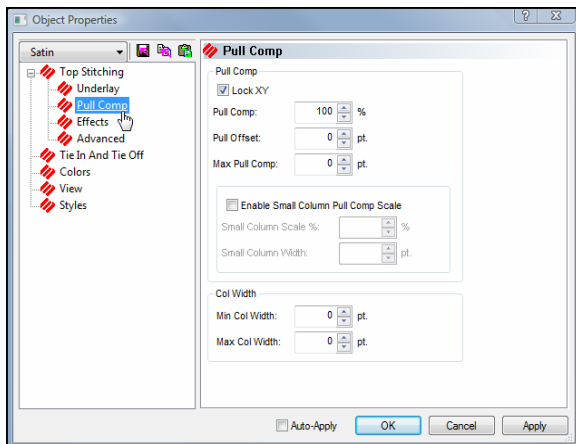 Object Properties
Satin
Top Stitching
Underlay
Pull Comp
Effects
Advanced
Tie In And Tie Off
Colors
View
Styles
Pull Comp
Pull Comp
Lock XY
Pull Comp: 100 %
Pull Offset: 0 pt.
Max Pull Comp: 0 pt.
Enable Small Column Pull Comp Scale
Small Column Scale %: %
Small Column Width: pt.
Col Width
Min Col Width: 0 pt.
Max Col Width: 0 pt.
Auto-Apply OK Cancel Apply